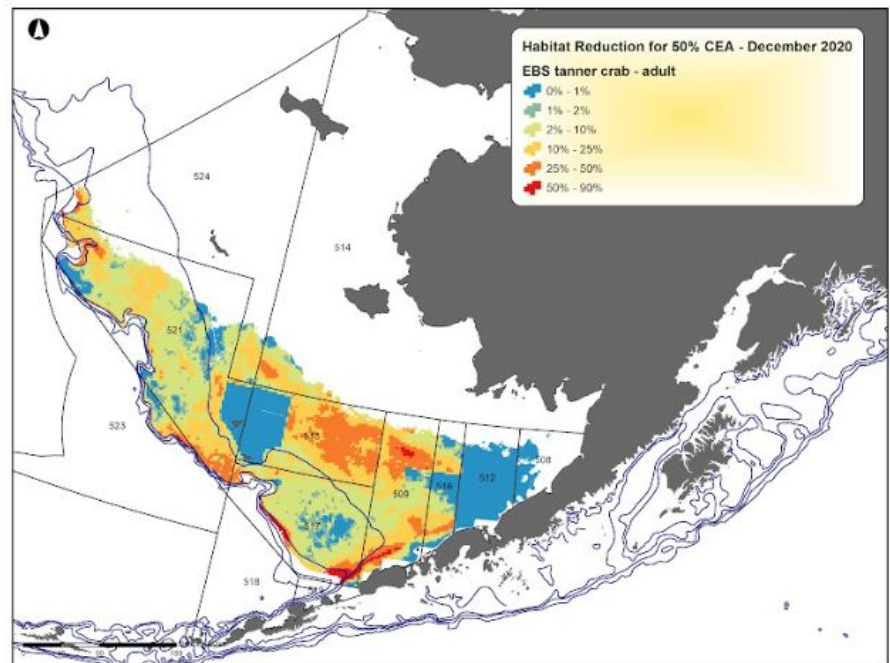 Habitat Reduction for 50% CEA - December 2020
EBS tanner crab - adult
0% - 1%
1% - 2%
2% - 10%
10% - 25%
25% - 50%
50% - 90%
524
514
521
523
513
508
512
516
509
517
518